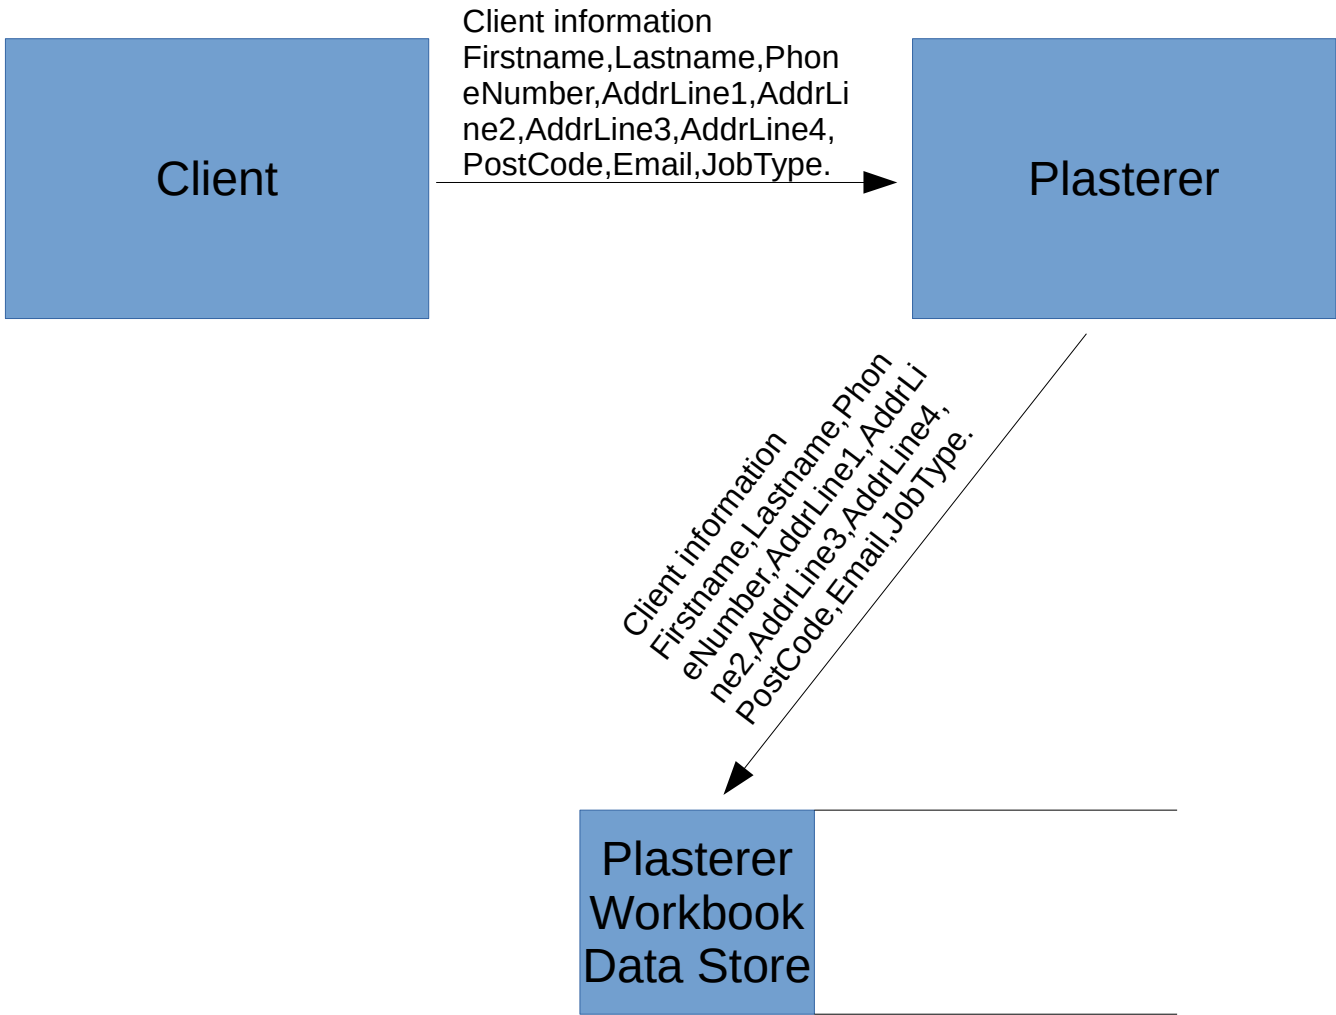 Client information
Firstname,Lastname,Phon
eNumber,AddrLine1,AddrLi
ne2,AddrLine3,AddrLine4,
PostCode,Email,JobType.
Client
Plasterer
Client information
Firstname,Lastname,Phon
eNumber,AddrLine1,AddrLi
ne2,AddrLine3,AddrLine4,
PostCode,Email,JobType.
Plasterer
Workbook
Data Store